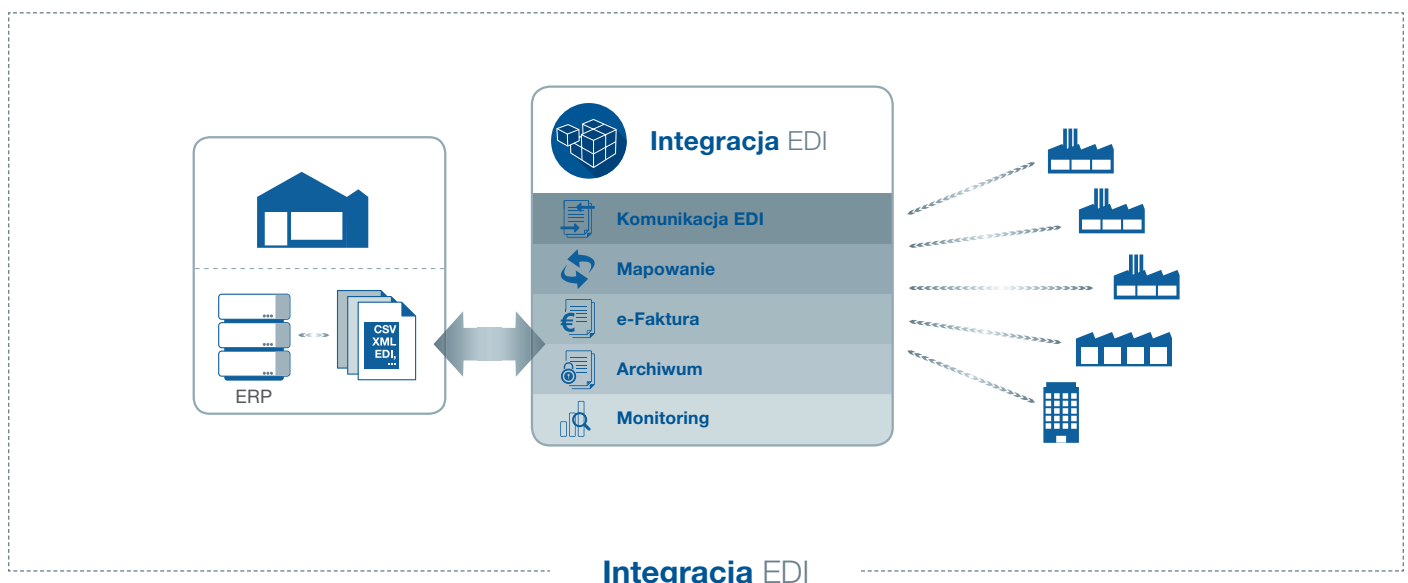 Integracja EDI
Komunikacja EDI
Mapowanie
e-Faktura
Archiwum
Monitoring
CSV
XML
EDI,
...
ERP
Integracja EDI